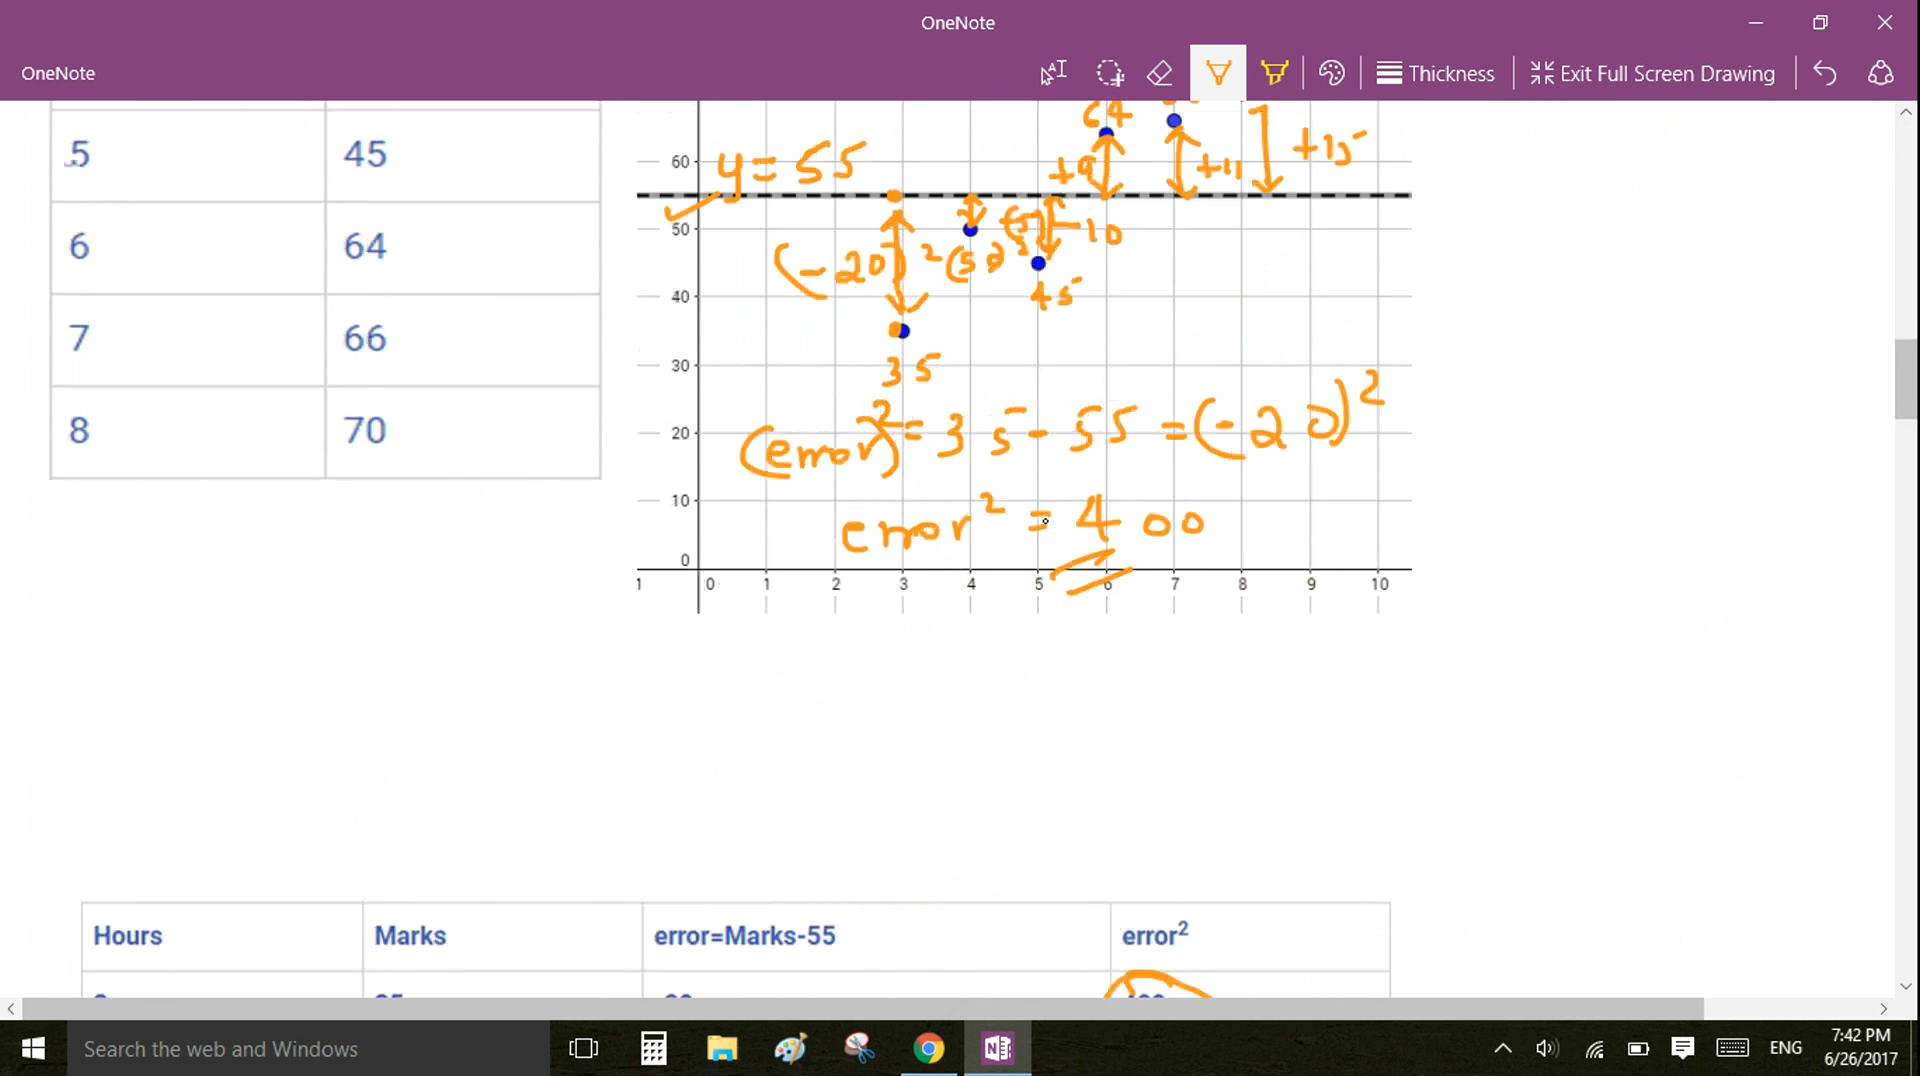 OneNote
OneNote
Thickness
Exit Full Screen Drawing
5 45
6 64
7 66
8 70
64
+15
60
y = 55
+9
+11
50
-10
(-20)²
40
45
30
35
20
(error)² = 35 - 55 = (-20)²
10
error² = 400
0
1 0 1 2 3 4 5 6 7 8 9 10
Hours Marks error=Marks-55 error²
Search the web and Windows
ENG
7:42 PM
6/26/2017